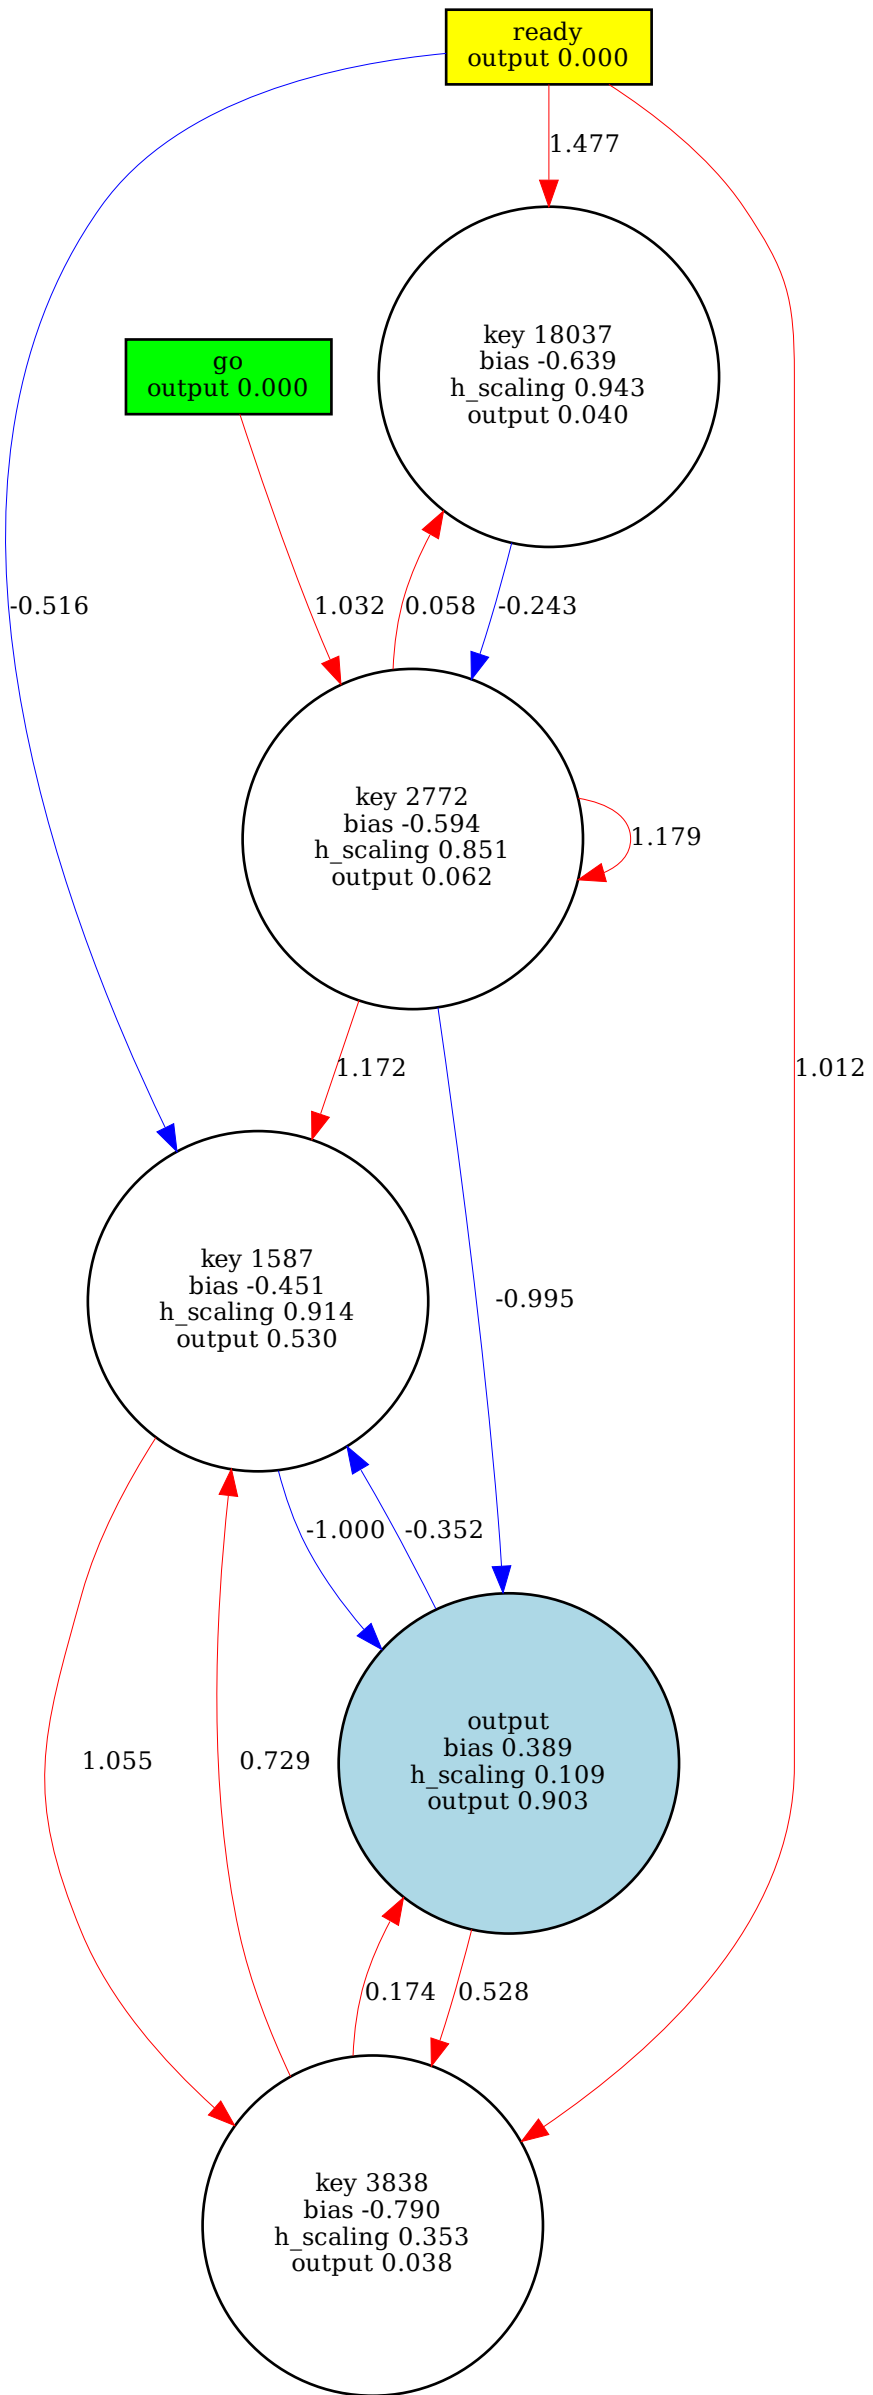 ready
output 0.000
1.477
key 18037
bias -0.639
h_scaling 0.943
output 0.040
go
output 0.000
-0.516
1.032
0.058
-0.243
key 2772
bias -0.594
h_scaling 0.851
output 0.062
1.179
1.172
1.012
key 1587
bias -0.451
h_scaling 0.914
output 0.530
-0.995
-1.000
-0.352
output
bias 0.389
h_scaling 0.109
output 0.903
1.055
0.729
0.174
0.528
key 3838
bias -0.790
h_scaling 0.353
output 0.038